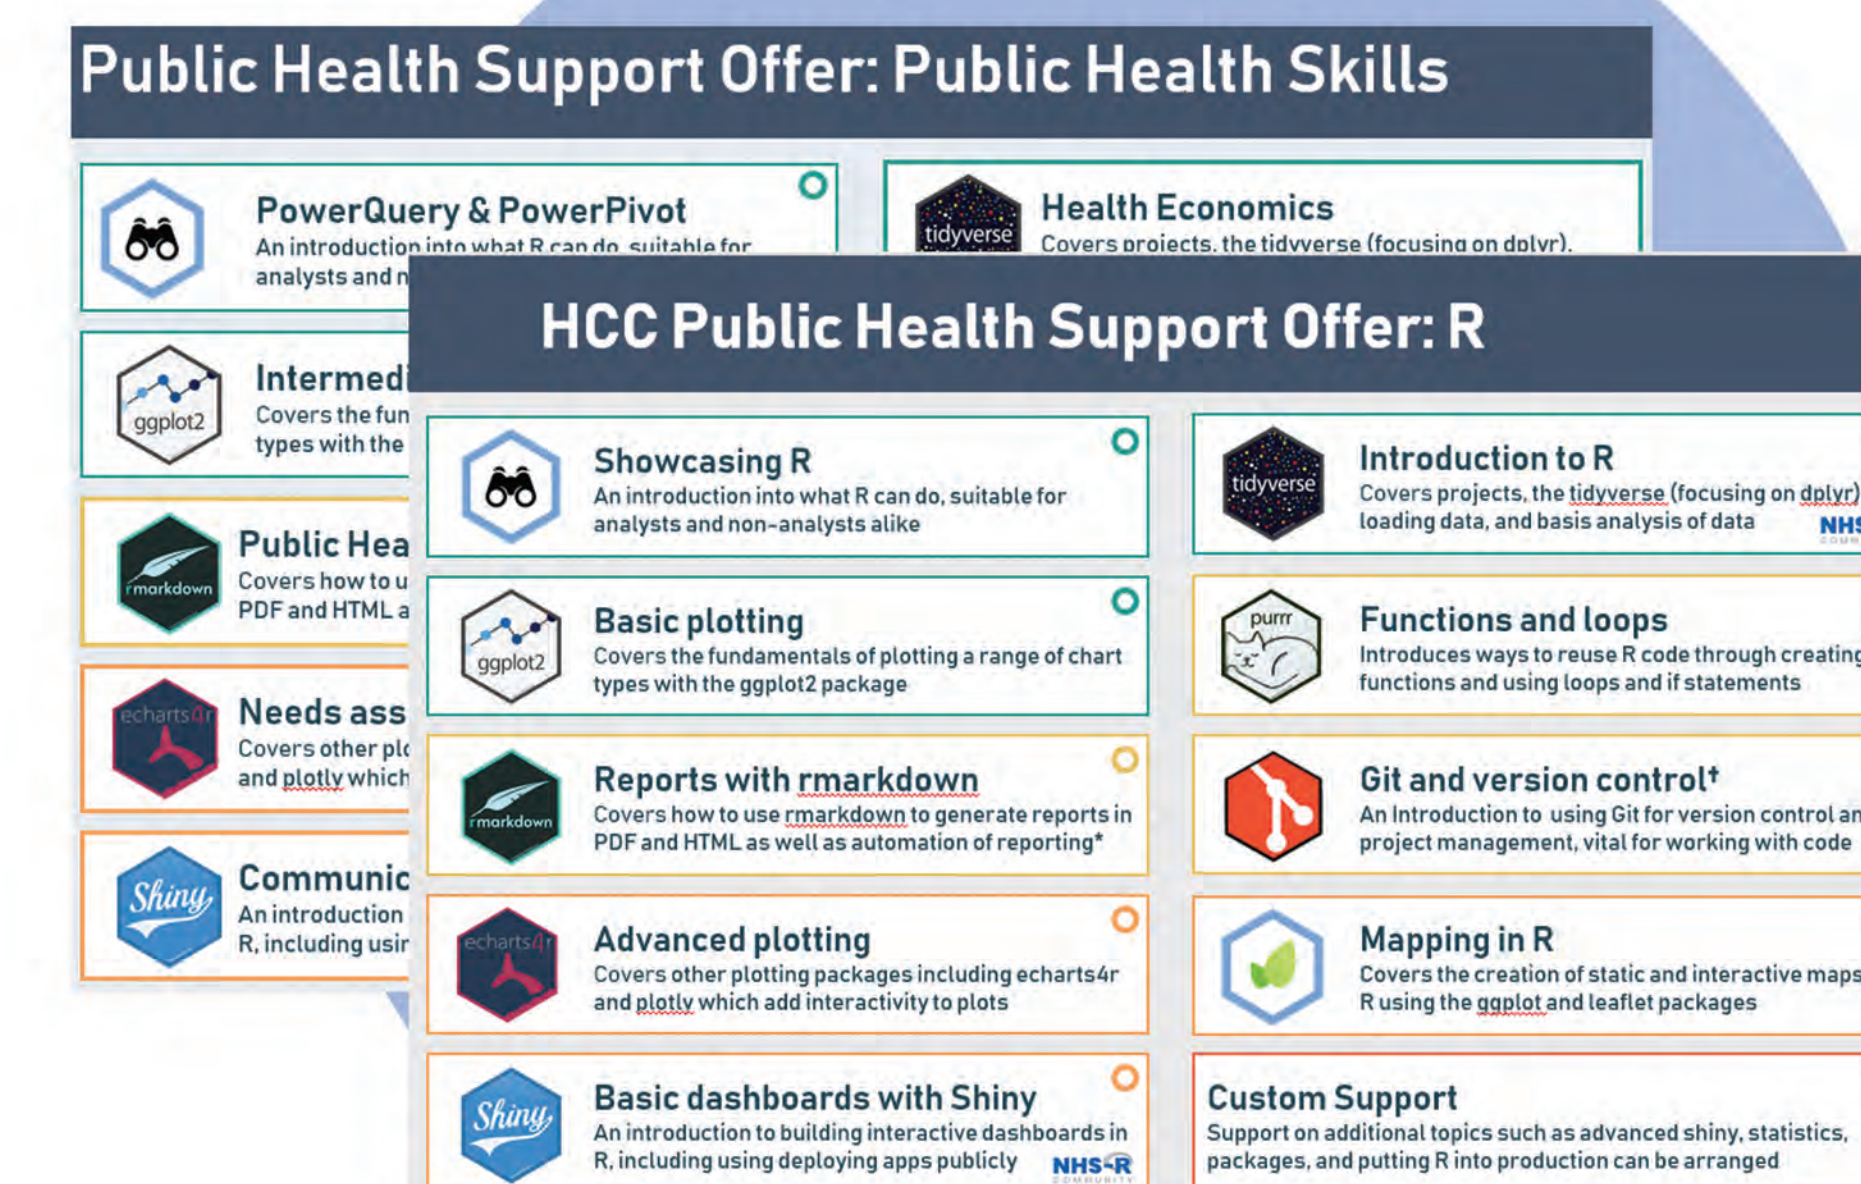 Public Health Support Offer: Public Health Skills
PowerQuery & PowerPivot
An introduction into what R can do, suitable for
analysts and n
tidyverse
Health Economics
Covers projects, the tidyverse (focusing on dplyr),
ggplot2
Intermedi
Covers the fun
types with the
rmarkdown
Public Hea
Covers how to u
PDF and HTML a
echarts4r
Needs ass
Covers other plo
and plotly which
Shiny
Communic
An introduction
R, including usin
HCC Public Health Support Offer: R
Showcasing R
An introduction into what R can do, suitable for
analysts and non-analysts alike
tidyverse
Introduction to R
Covers projects, the tidyverse (focusing on dplyr)
loading data, and basis analysis of data
NHS
ggplot2
Basic plotting
Covers the fundamentals of plotting a range of chart
types with the ggplot2 package
purrr
Functions and loops
Introduces ways to reuse R code through creating
functions and using loops and if statements
rmarkdown
Reports with rmarkdown
Covers how to use rmarkdown to generate reports in
PDF and HTML as well as automation of reporting*
Git and version control†
An Introduction to using Git for version control an
project management, vital for working with code
echarts4r
Advanced plotting
Covers other plotting packages including echarts4r
and plotly which add interactivity to plots
Mapping in R
Covers the creation of static and interactive maps
R using the ggplot and leaflet packages
Shiny
Basic dashboards with Shiny
An introduction to building interactive dashboards in
R, including using deploying apps publicly
NHS-R
COMMUNITY
Custom Support
Support on additional topics such as advanced shiny, statistics,
packages, and putting R into production can be arranged